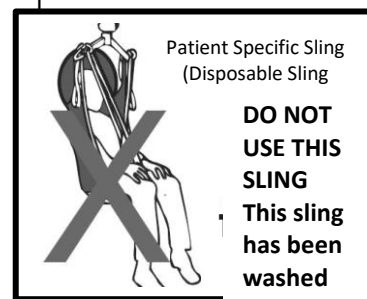 Patient Specific Sling
(Disposable Sling
DO NOT
USE THIS
SLING
This sling
has been
washed